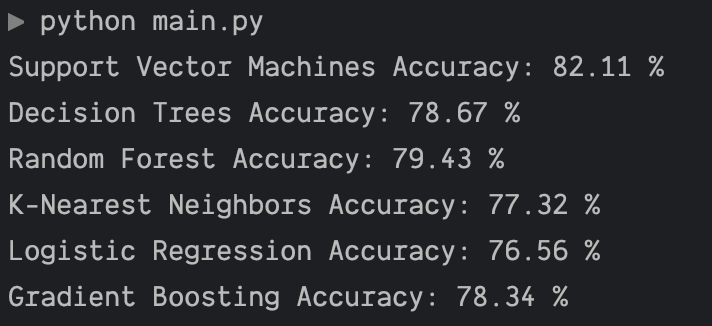 ▶ python main.py
Support Vector Machines Accuracy: 82.11 %
Decision Trees Accuracy: 78.67 %
Random Forest Accuracy: 79.43 %
K-Nearest Neighbors Accuracy: 77.32 %
Logistic Regression Accuracy: 76.56 %
Gradient Boosting Accuracy: 78.34 %